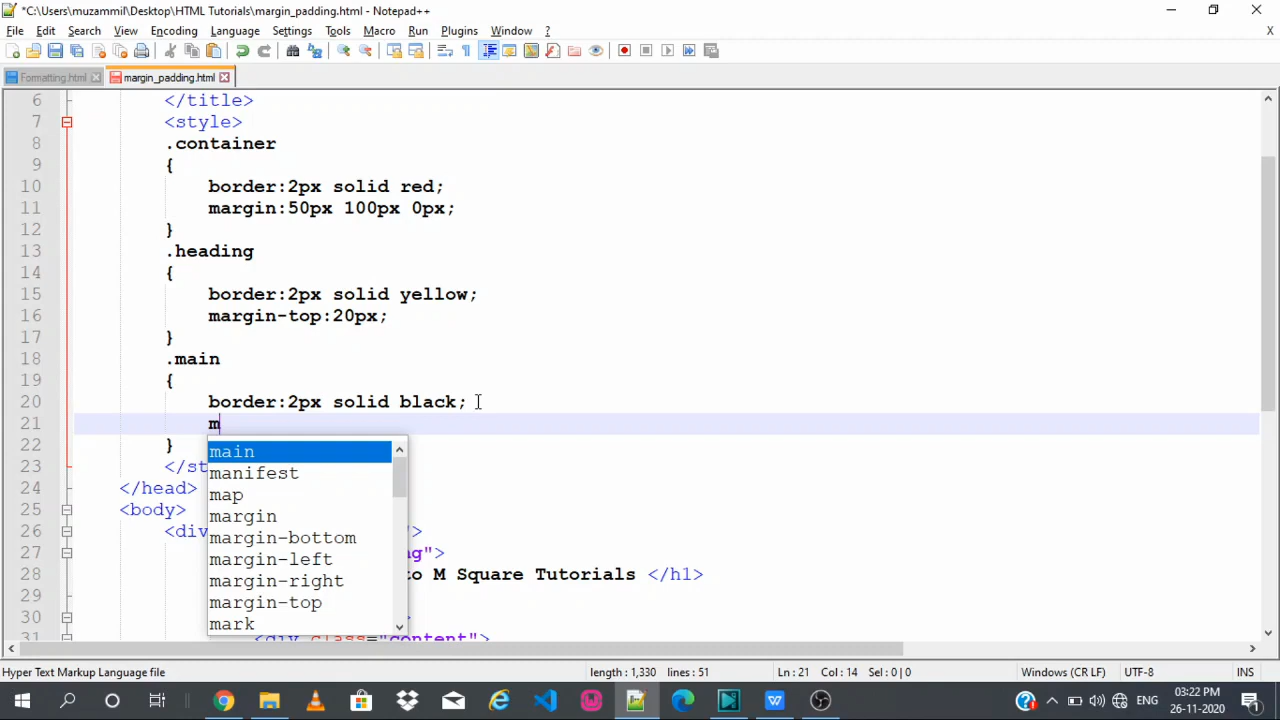 *C:\Users\muzammil\Desktop\HTML Tutorials\margin_padding.html - Notepad++
File Edit Search View Encoding Language Settings Tools Macro Run Plugins Window ?
X
Formatting.html margin_padding.html
6 </title>
7 <style>
8 .container
9 {
10 border:2px solid red;
11 margin:50px 100px 0px;
12 }
13 .heading
14 {
15 border:2px solid yellow;
16 margin-top:20px;
17 }
18 .main
19 {
20 border:2px solid black;
21 m
22 }
23 </st
24 </head>
25 <body>
26 <div ">
27 ng">
28 to M Square Tutorials </h1>
29
30 >
31 <div class="content">
main
manifest
map
margin
margin-bottom
margin-left
margin-right
margin-top
mark
Hyper Text Markup Language file length : 1,330 lines : 51 Ln : 21 Col : 14 Sel : 0 | 0 Windows (CR LF) UTF-8 INS
ENG 03:22 PM
26-11-2020